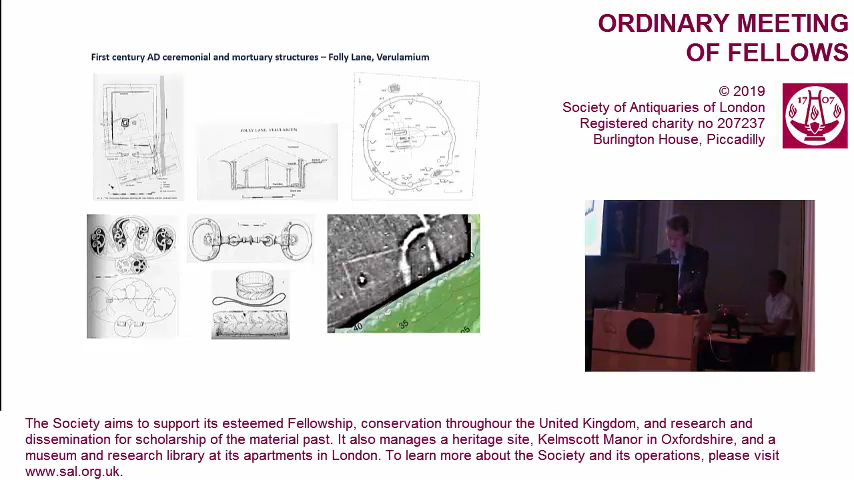 ORDINARY MEETING
OF FELLOWS
© 2019
Society of Antiquaries of London
Registered charity no 207237
Burlington House, Piccadilly
17 07
First century AD ceremonial and mortuary structures – Folly Lane, Verulamium
FOLLY LANE, VERULAMIUM
40
35
The Society aims to support its esteemed Fellowship, conservation throughour the United Kingdom, and research and
dissemination for scholarship of the material past. It also manages a heritage site, Kelmscott Manor in Oxfordshire, and a
museum and research library at its apartments in London. To learn more about the Society and its operations, please visit
www.sal.org.uk.